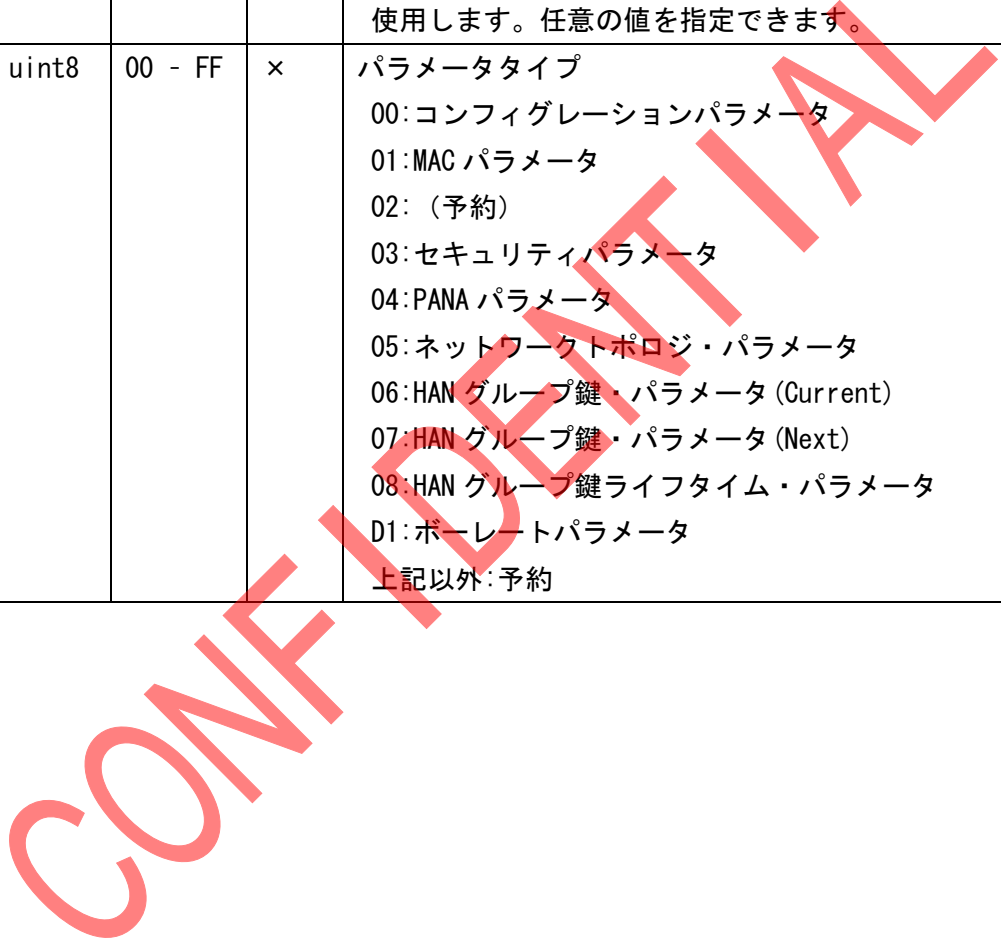 使用します。任意の値を指定できます。
uint8 00 – FF × パラメータタイプ
00:コンフィグレーションパラメータ
01:MAC パラメータ
02:（予約）
03:セキュリティパラメータ
04:PANA パラメータ
05:ネットワークトポロジ・パラメータ
06:HAN グループ鍵・パラメータ(Current)
07:HAN グループ鍵・パラメータ(Next)
08:HAN グループ鍵ライフタイム・パラメータ
D1:ボーレートパラメータ
上記以外:予約
CONFIDENTIAL